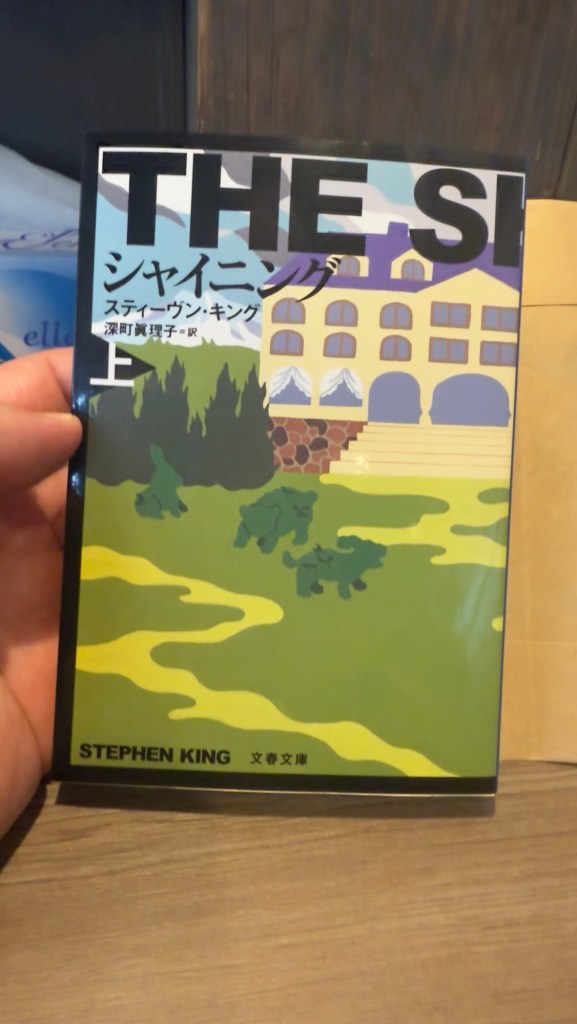 THE SI
シャイニング
スティーヴン・キング
深町眞理子=訳
上
STEPHEN KING 文春文庫